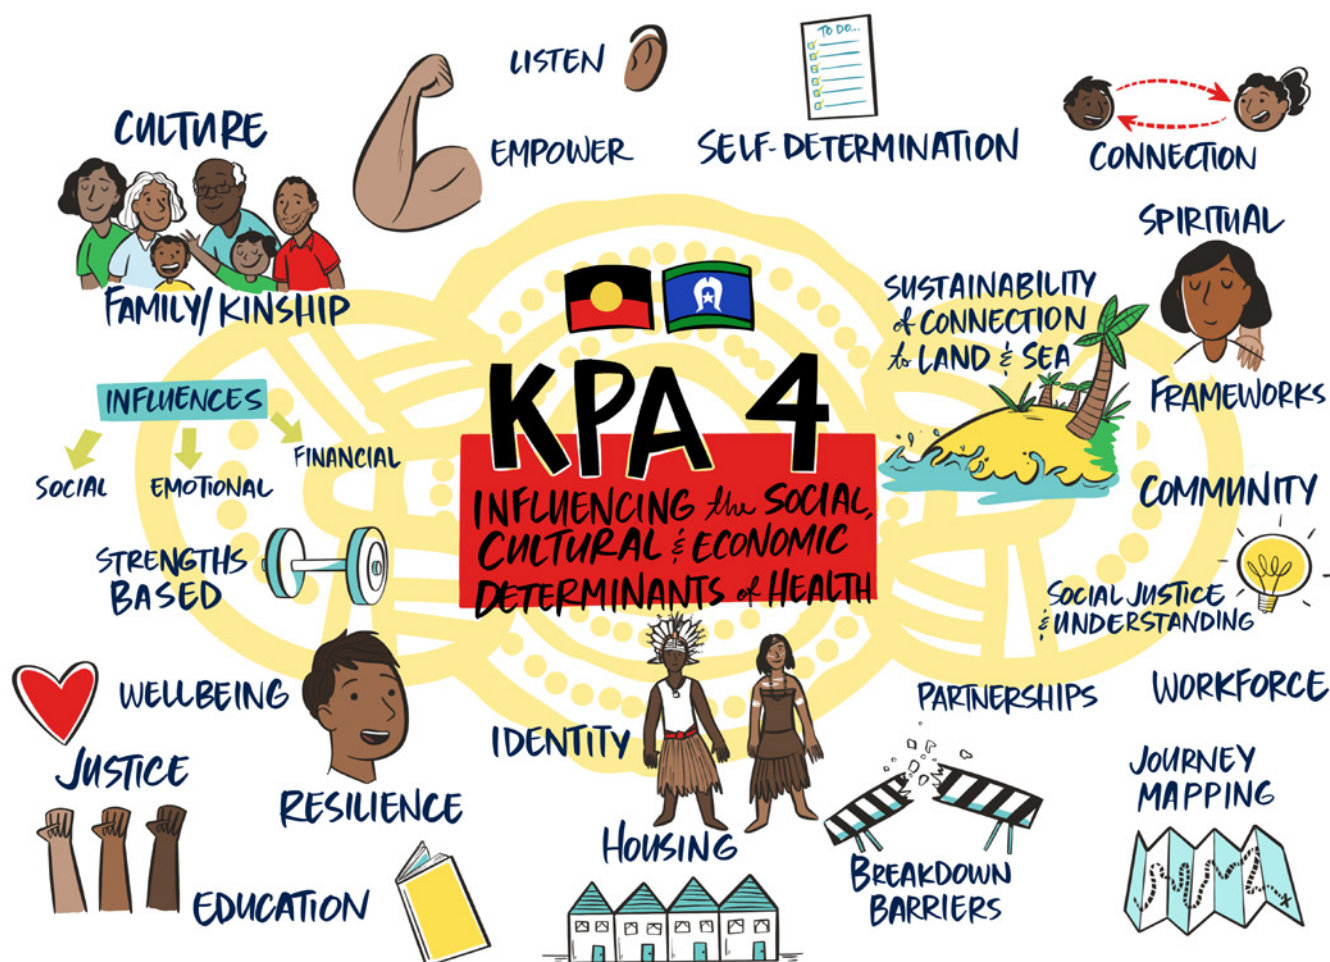 LISTEN
TO DO...
CULTURE
EMPOWER
SELF-DETERMINATION
CONNECTION
SPIRITUAL
FRAMEWORKS
FAMILY/KINSHIP
SUSTAINABILITY
of CONNECTION
to LAND & SEA
INFLUENCES
SOCIAL
EMOTIONAL
FINANCIAL
KPA 4
INFLUENCING the SOCIAL,
CULTURAL & ECONOMIC
DETERMINANTS of HEALTH
COMMUNITY
STRENGTHS
BASED
SOCIAL JUSTICE
& UNDERSTANDING
WELLBEING
IDENTITY
PARTNERSHIPS
WORKFORCE
JUSTICE
RESILIENCE
JOURNEY
MAPPING
HOUSING
BREAKDOWN
BARRIERS
EDUCATION